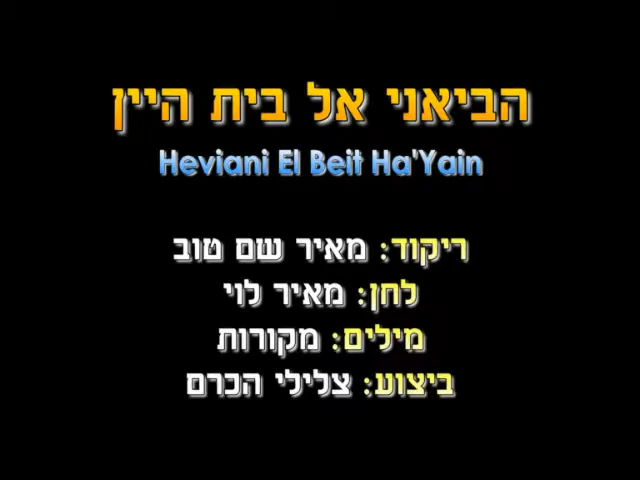 הביאני אל בית היין
Heviani El Beit Ha'Yain
ריקוד: מאיר שם טוב
לחן: מאיר לוי
מילים: מקורות
ביצוע: צלילי הכרם